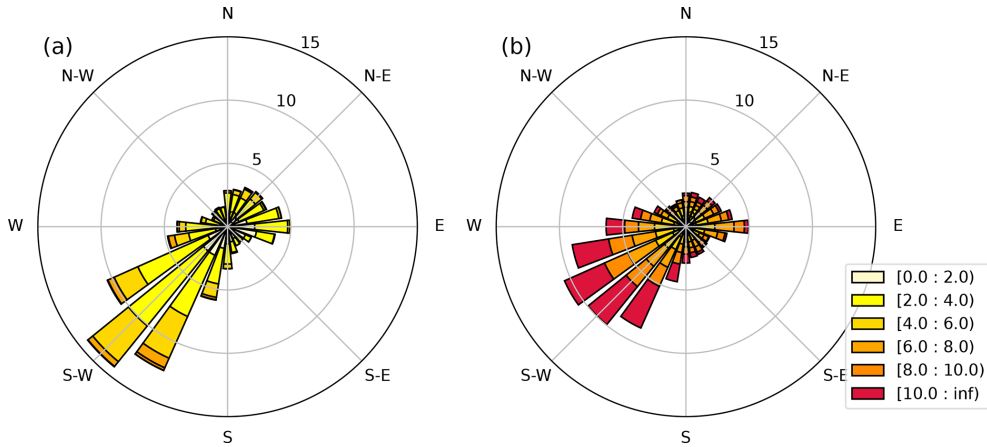 (a)
N
N-E
E
S-E
S
S-W
W
N-W
5
10
15
(b)
N
N-E
E
S-E
S
S-W
W
N-W
5
10
15
[0.0 : 2.0)
[2.0 : 4.0)
[4.0 : 6.0)
[6.0 : 8.0)
[8.0 : 10.0)
[10.0 : inf)